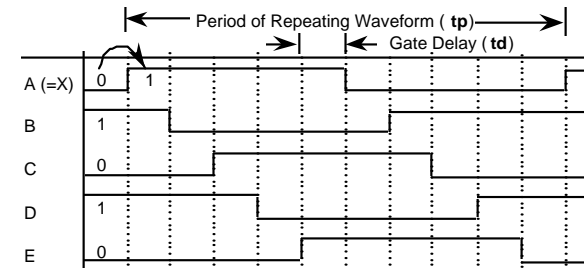 Period of Repeating Waveform ( tp)
Gate Delay ( td)
A (=X) 0 1
B 1
C 0
D 1
E 0